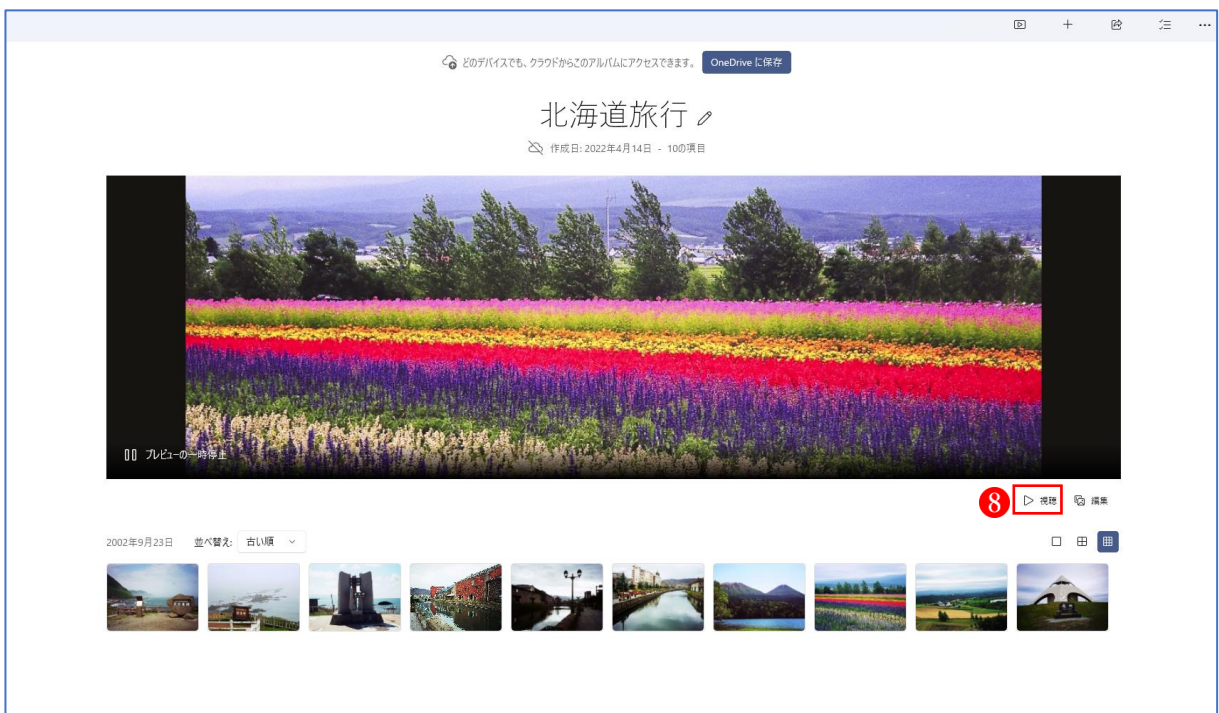 どのデバイスでも、クラウドからこのアルバムにアクセスできます。 OneDrive に保存
北海道旅行
作成日: 2022年4月14日 - 10の項目
プレビューの一時停止
8 視聴 編集
2002年9月23日 並べ替え: 古い順